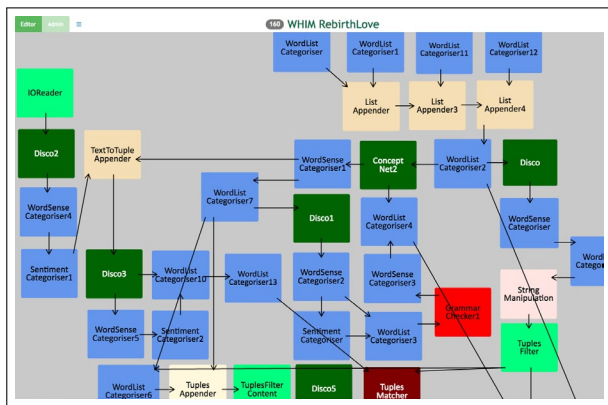 Editor
Admin
160
WHIM RebirthLove
WordList
Categoriser
WordList
Categoriser1
WordList
Categoriser11
WordList
Categoriser12
IOReader
List
Appender
List
Appender3
List
Appender4
Disco2
TextToTuple
Appender
WordSense
Categoriser1
Concept
Net2
WordList
Categoriser2
Disco
WordSense
Categoriser4
WordList
Categoriser7
Disco1
WordList
Categoriser4
WordSense
Categoriser
WordList
Categor
Sentiment
Categoriser1
Disco3
WordList
Categoriser10
WordList
Categoriser13
WordSense
Categoriser2
WordSense
Categoriser3
String
Manipulation
WordSense
Categoriser5
Sentiment
Categoriser2
Sentiment
Categoriser
WordList
Categoriser3
Grammar
Checker1
Tuples
Filter
WordList
Categoriser6
Tuples
Appender
TuplesFilter
Content
Disco5
Tuples
Matcher